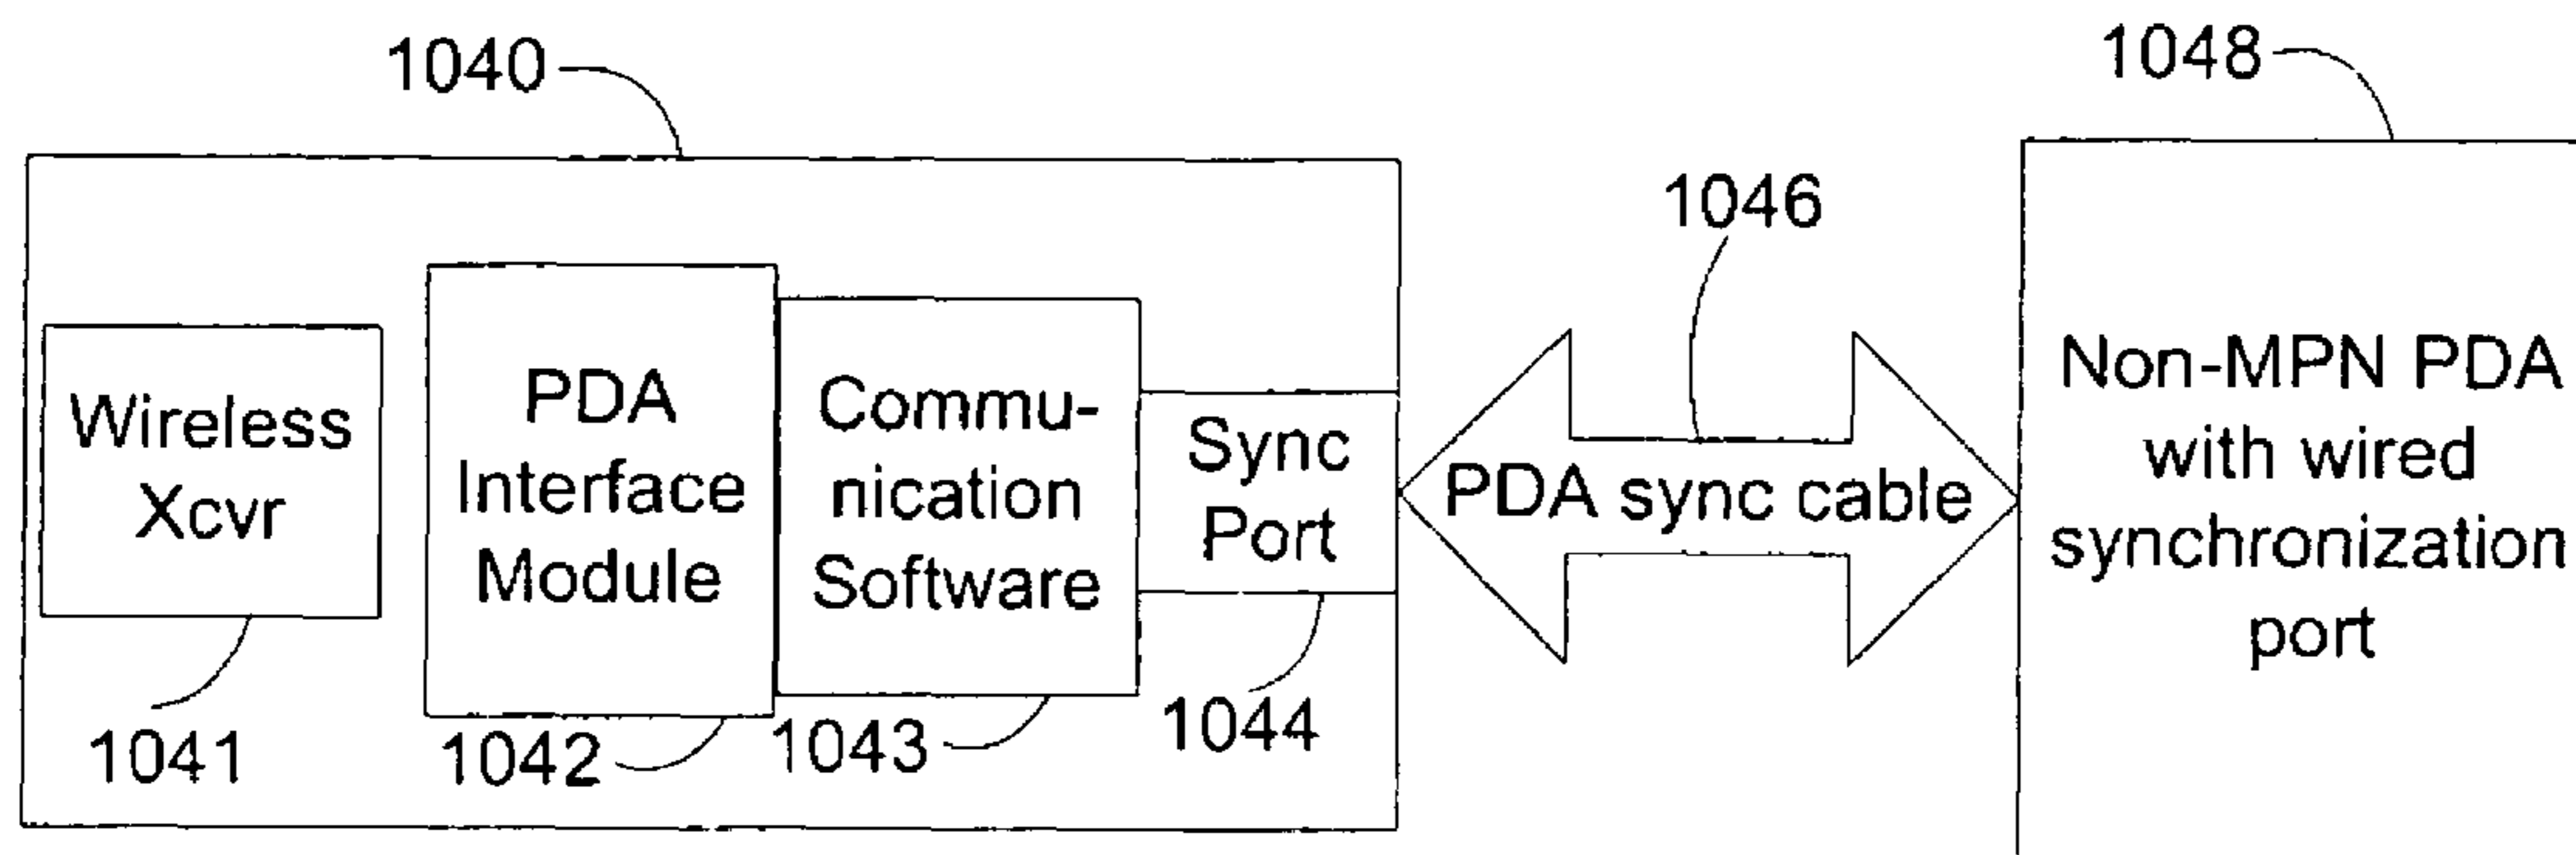 1040
1048
1046
Wireless
Xcvr
PDA
Interface
Module
Commu-
nication
Software
Sync
Port
PDA sync cable
Non-MPN PDA
with wired
synchronization
port
1041
1042
1043
1044